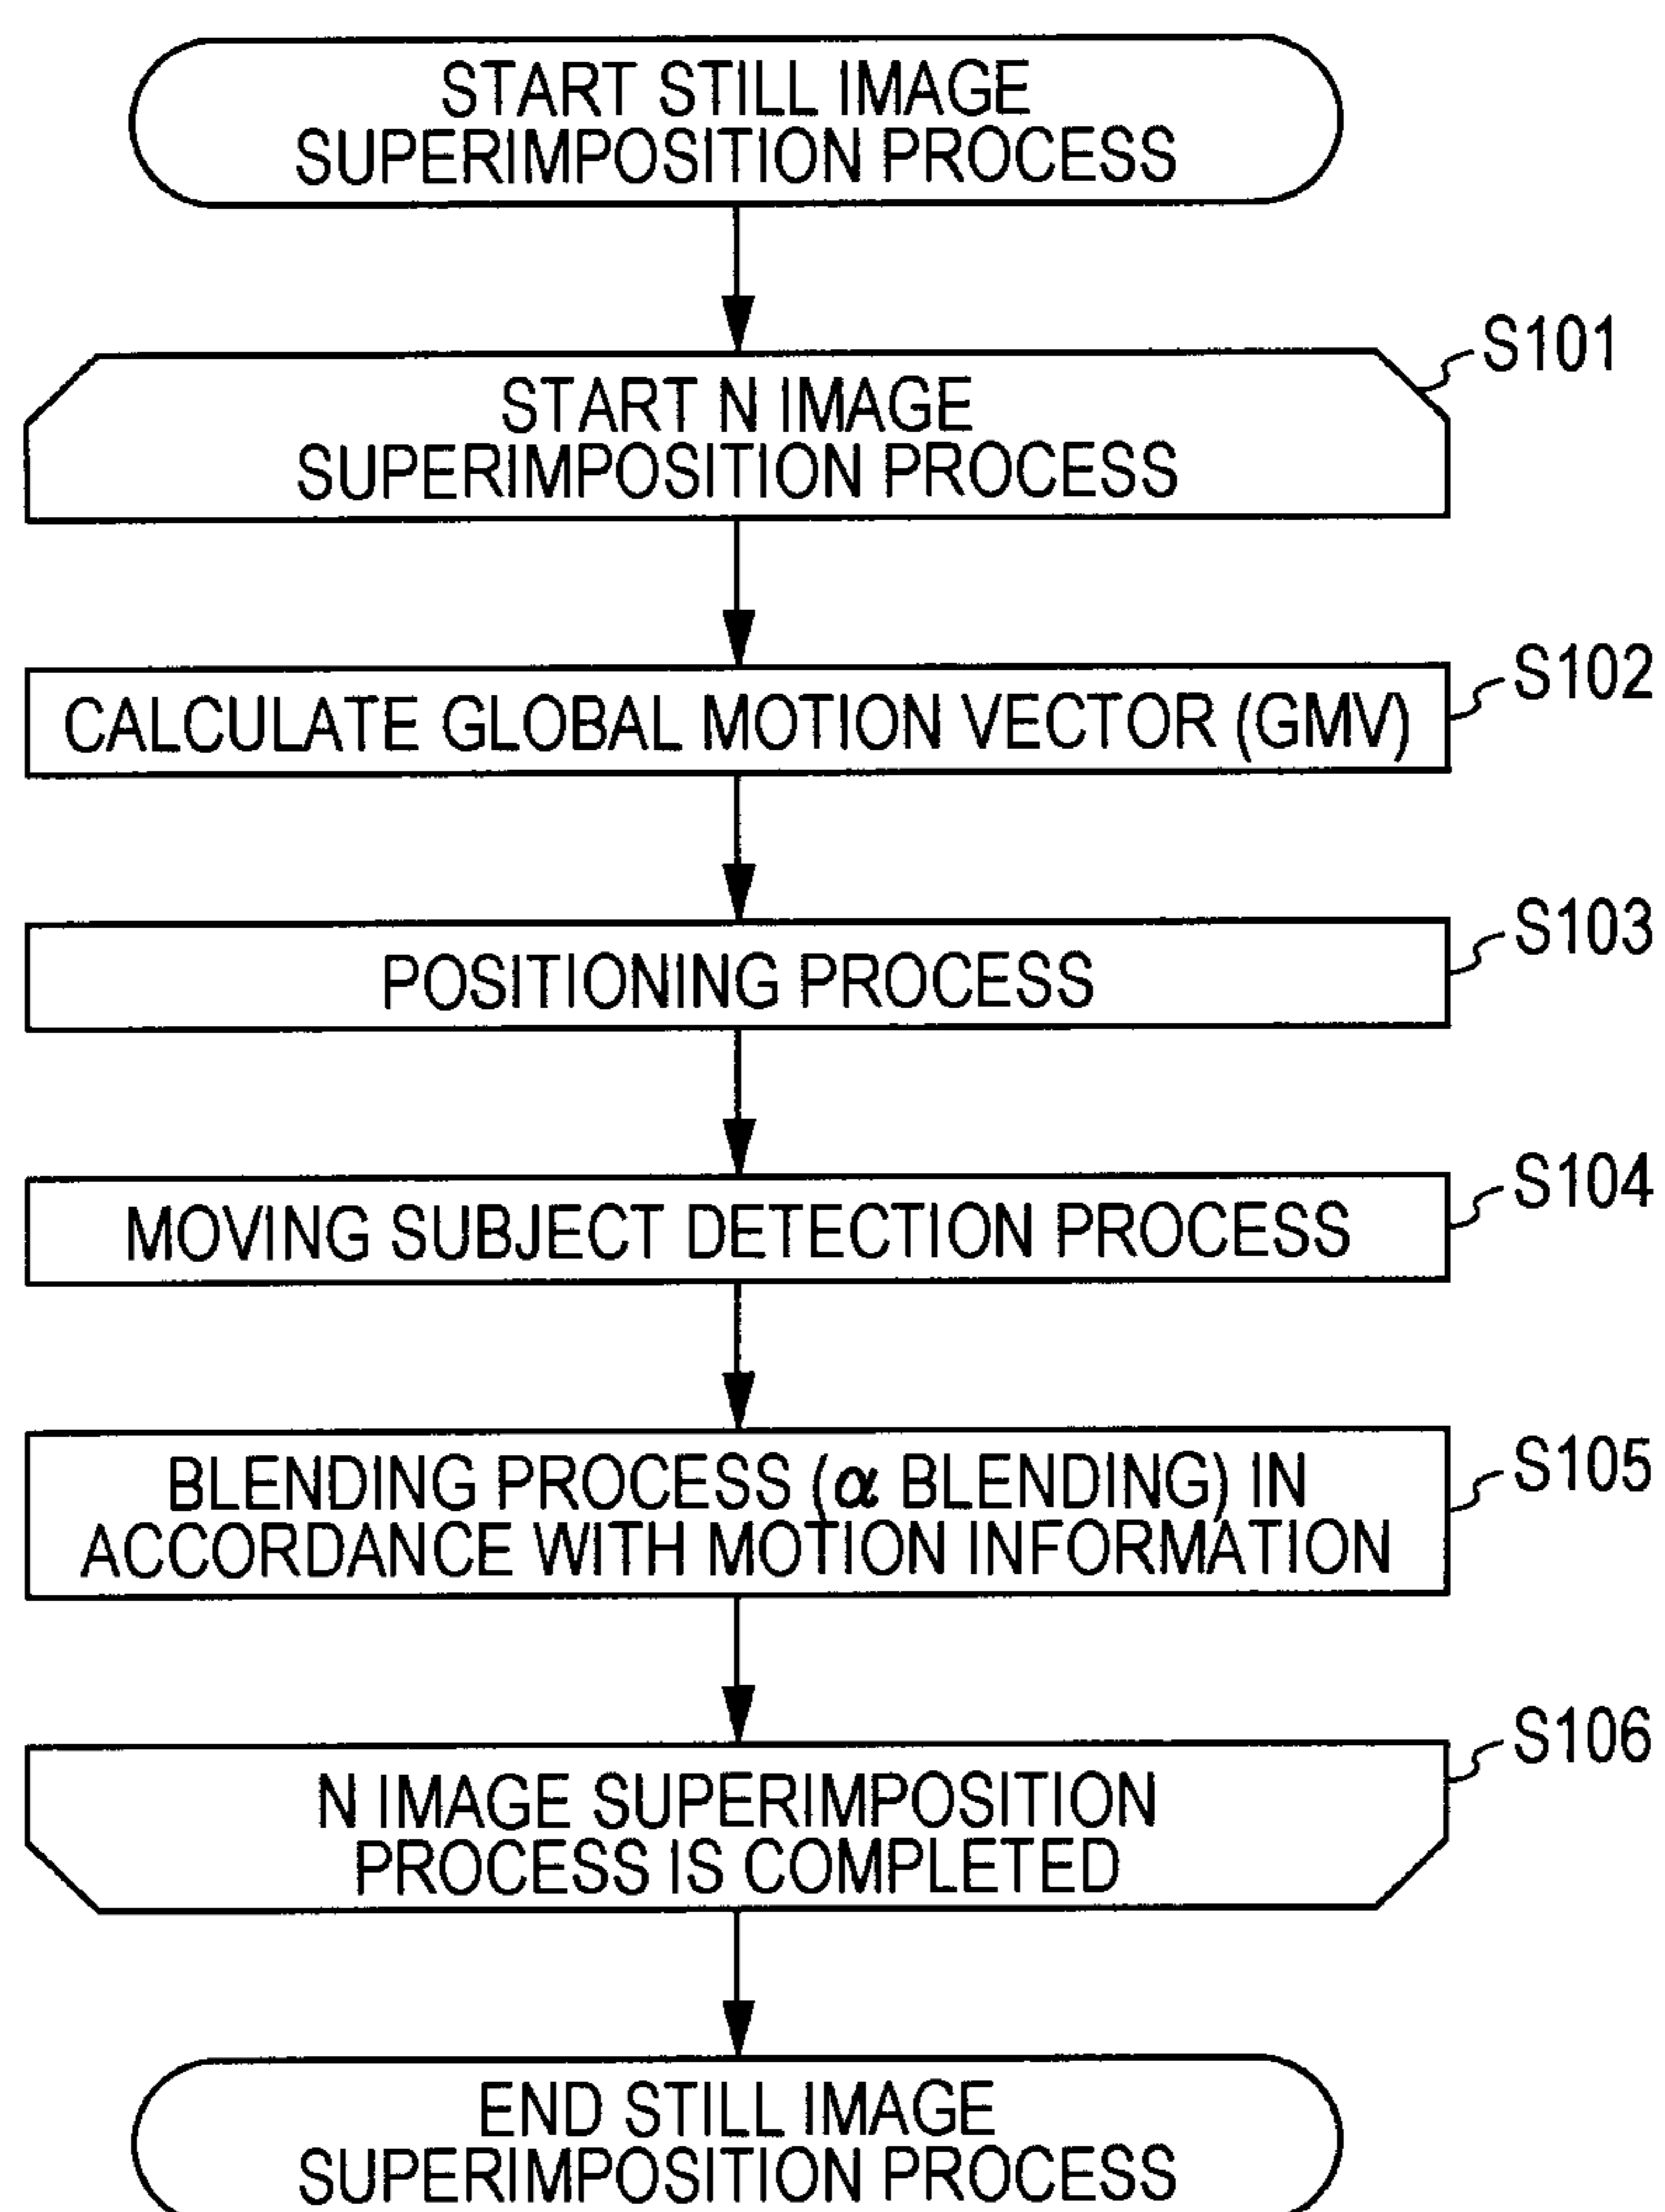 START STILL IMAGE
SUPERIMPOSITION PROCESS
S101
START N IMAGE
SUPERIMPOSITION PROCESS
S102
CALCULATE GLOBAL MOTION VECTOR (GMV)
S103
POSITIONING PROCESS
S104
MOVING SUBJECT DETECTION PROCESS
S105
BLENDING PROCESS (α BLENDING) IN
ACCORDANCE WITH MOTION INFORMATION
S106
N IMAGE SUPERIMPOSITION
PROCESS IS COMPLETED
END STILL IMAGE
SUPERIMPOSITION PROCESS